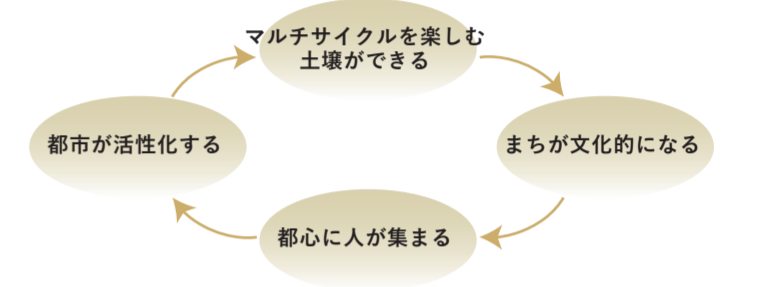 マルチサイクルを楽しむ
土壌ができる
都市が活性化する
まちが文化的になる
都心に人が集まる